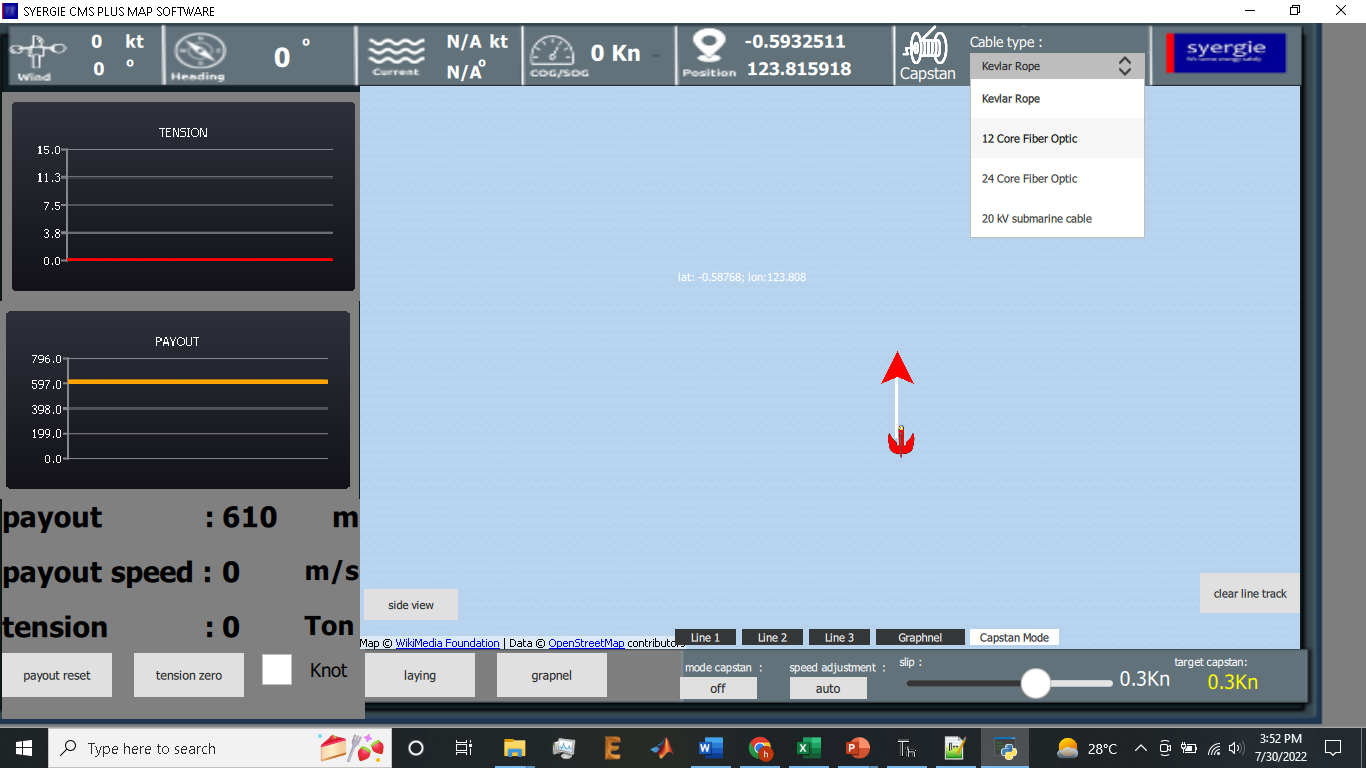 SYERGIE CMS PLUS MAP SOFTWARE
0 kt
0 °
Wind
Heading
0 °
Current
N/A kt
N/A°
COG/SOG
0 Kn -
Position
-0.5932511
123.815918
Capstan
Cable type :
Kevlar Rope
Kevlar Rope
12 Core Fiber Optic
24 Core Fiber Optic
20 kV submarine cable
syergie
TENSION
15.0
11.3
7.5
3.8
0.0
PAYOUT
796.0
597.0
398.0
199.0
0.0
payout : 610 m
payout speed : 0 m/s
tension : 0 Ton
payout reset
tension zero
Knot
lat: -0.58768; lon:123.808
side view
clear line track
Map © WikiMedia Foundation | Data © OpenStreetMap contributors
Line 1
Line 2
Line 3
Graphnel
Capstan Mode
laying
grapnel
mode capstan :
off
speed adjustment :
auto
slip :
0.3Kn
target capstan:
0.3Kn
Type here to search
28°C
3:52 PM
7/30/2022